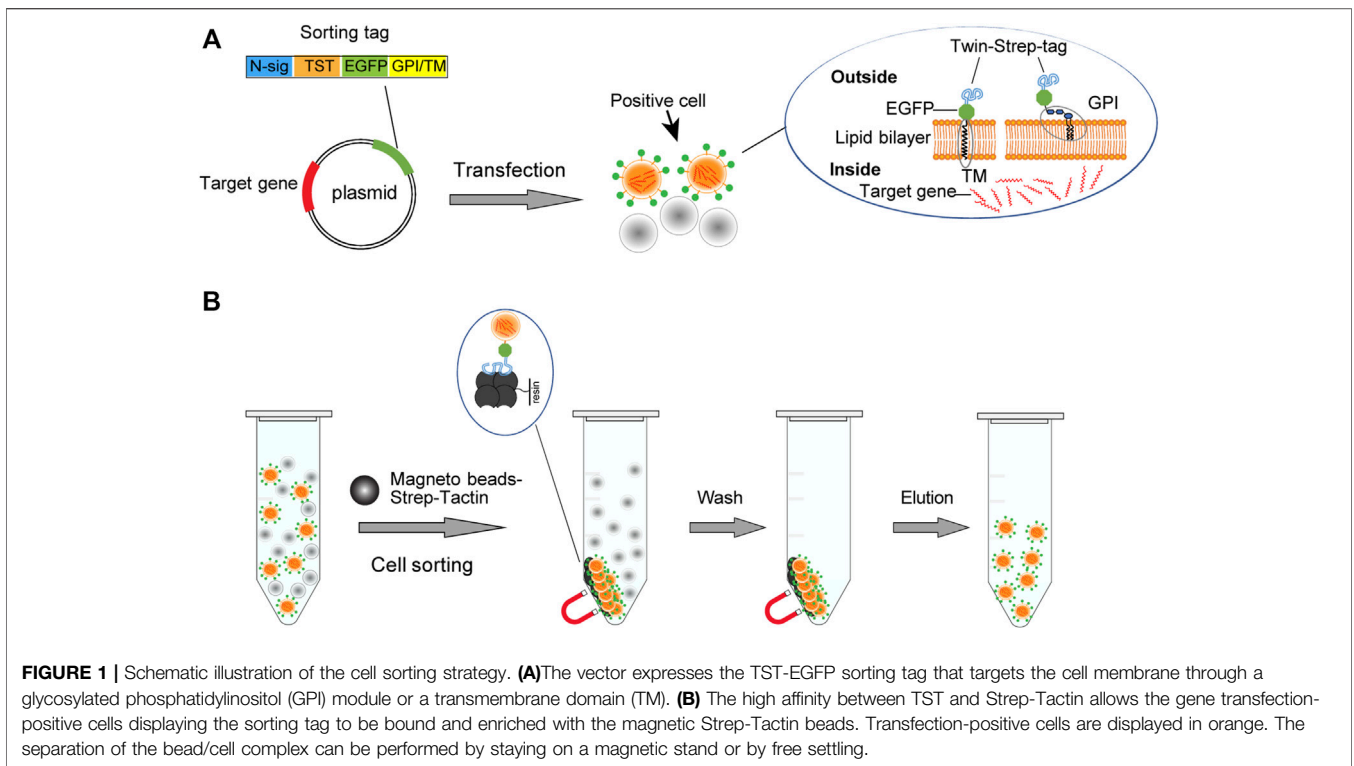 A
Sorting tag
N-sig TST EGFP GPI/TM
Target gene
plasmid
Transfection
Positive cell
Twin-Strep-tag
Outside
EGFP
GPI
Lipid bilayer
Inside
TM
Target gene
B
resin
Magneto beads-
Strep-Tactin
Cell sorting
Wash
Elution
FIGURE 1 | Schematic illustration of the cell sorting strategy. (A)The vector expresses the TST-EGFP sorting tag that targets the cell membrane through a
glycosylated phosphatidylinositol (GPI) module or a transmembrane domain (TM). (B) The high affinity between TST and Strep-Tactin allows the gene transfection-
positive cells displaying the sorting tag to be bound and enriched with the magnetic Strep-Tactin beads. Transfection-positive cells are displayed in orange. The
separation of the bead/cell complex can be performed by staying on a magnetic stand or by free settling.